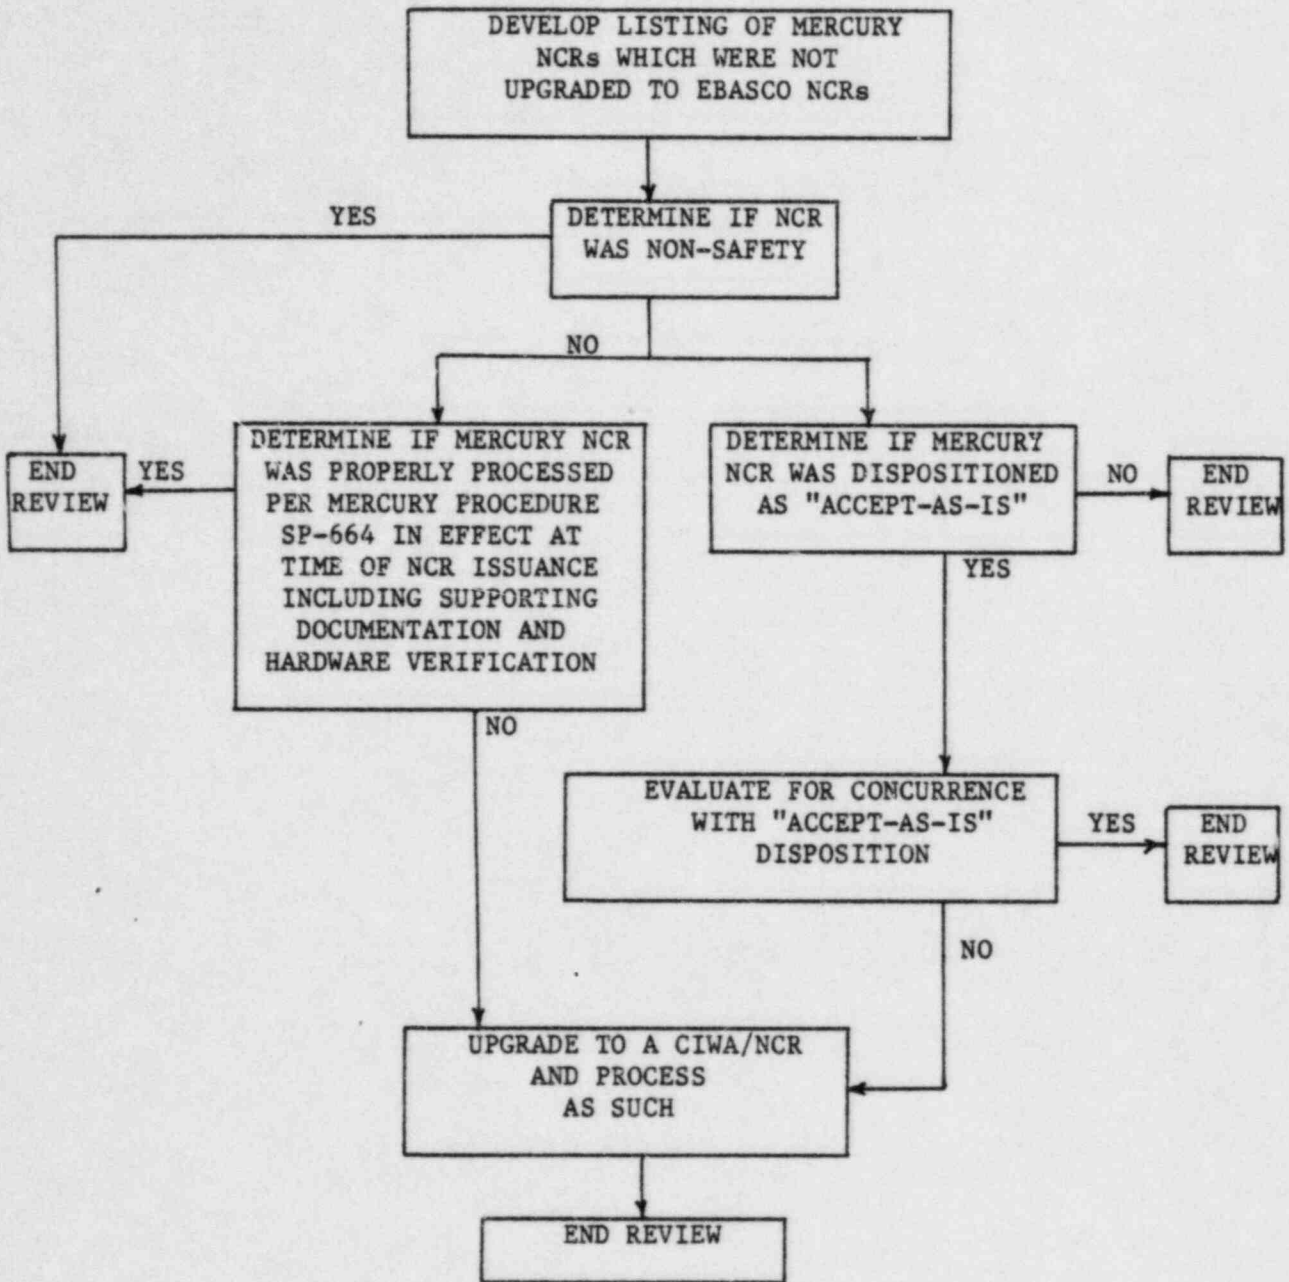 DEVELOP LISTING OF MERCURY
NCRs WHICH WERE NOT
UPGRADED TO EBASCO NCRs
YES
DETERMINE IF NCR
WAS NON-SAFETY
NO
END
REVIEW
YES
DETERMINE IF MERCURY NCR
WAS PROPERLY PROCESSED
PER MERCURY PROCEDURE
SP-664 IN EFFECT AT
TIME OF NCR ISSUANCE
INCLUDING SUPPORTING
DOCUMENTATION AND
HARDWARE VERIFICATION
NO
DETERMINE IF MERCURY
NCR WAS DISPOSITIONED
AS "ACCEPT-AS-IS"
NO
END
REVIEW
YES
EVALUATE FOR CONCURRENCE
WITH "ACCEPT-AS-IS"
DISPOSITION
YES
END
REVIEW
NO
UPGRADE TO A CIWA/NCR
AND PROCESS
AS SUCH
END REVIEW